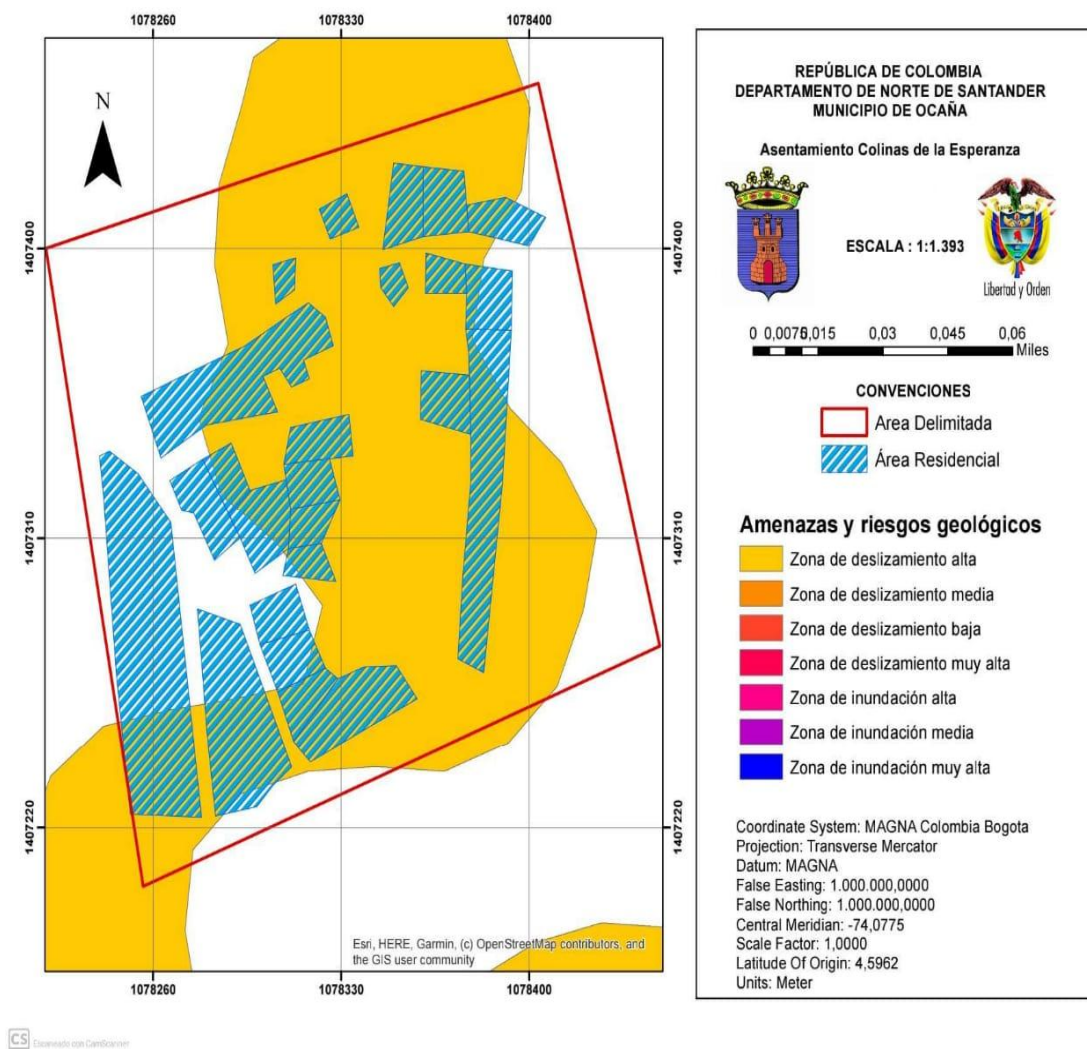 1078260
1078330
1078400
N
1407400
1407400
1407310
1407310
1407220
1407220
Esri, HERE, Garmin, (c) OpenStreetMap contributors, and
the GIS user community
1078260
1078330
1078400
REPÚBLICA DE COLOMBIA
DEPARTAMENTO DE NORTE DE SANTANDER
MUNICIPIO DE OCAÑA
Asentamiento Colinas de la Esperanza
ESCALA : 1:1.393
Libertad y Orden
0 0,0075 0,015 0,03 0,045 0,06
Miles
CONVENCIONES
Area Delimitada
Área Residencial
Amenazas y riesgos geológicos
Zona de deslizamiento alta
Zona de deslizamiento media
Zona de deslizamiento baja
Zona de deslizamiento muy alta
Zona de inundación alta
Zona de inundación media
Zona de inundación muy alta
Coordinate System: MAGNA Colombia Bogota
Projection: Transverse Mercator
Datum: MAGNA
False Easting: 1.000.000,0000
False Northing: 1.000.000,0000
Central Meridian: -74,0775
Scale Factor: 1,0000
Latitude Of Origin: 4,5962
Units: Meter
CS Escaneado con CamScanner